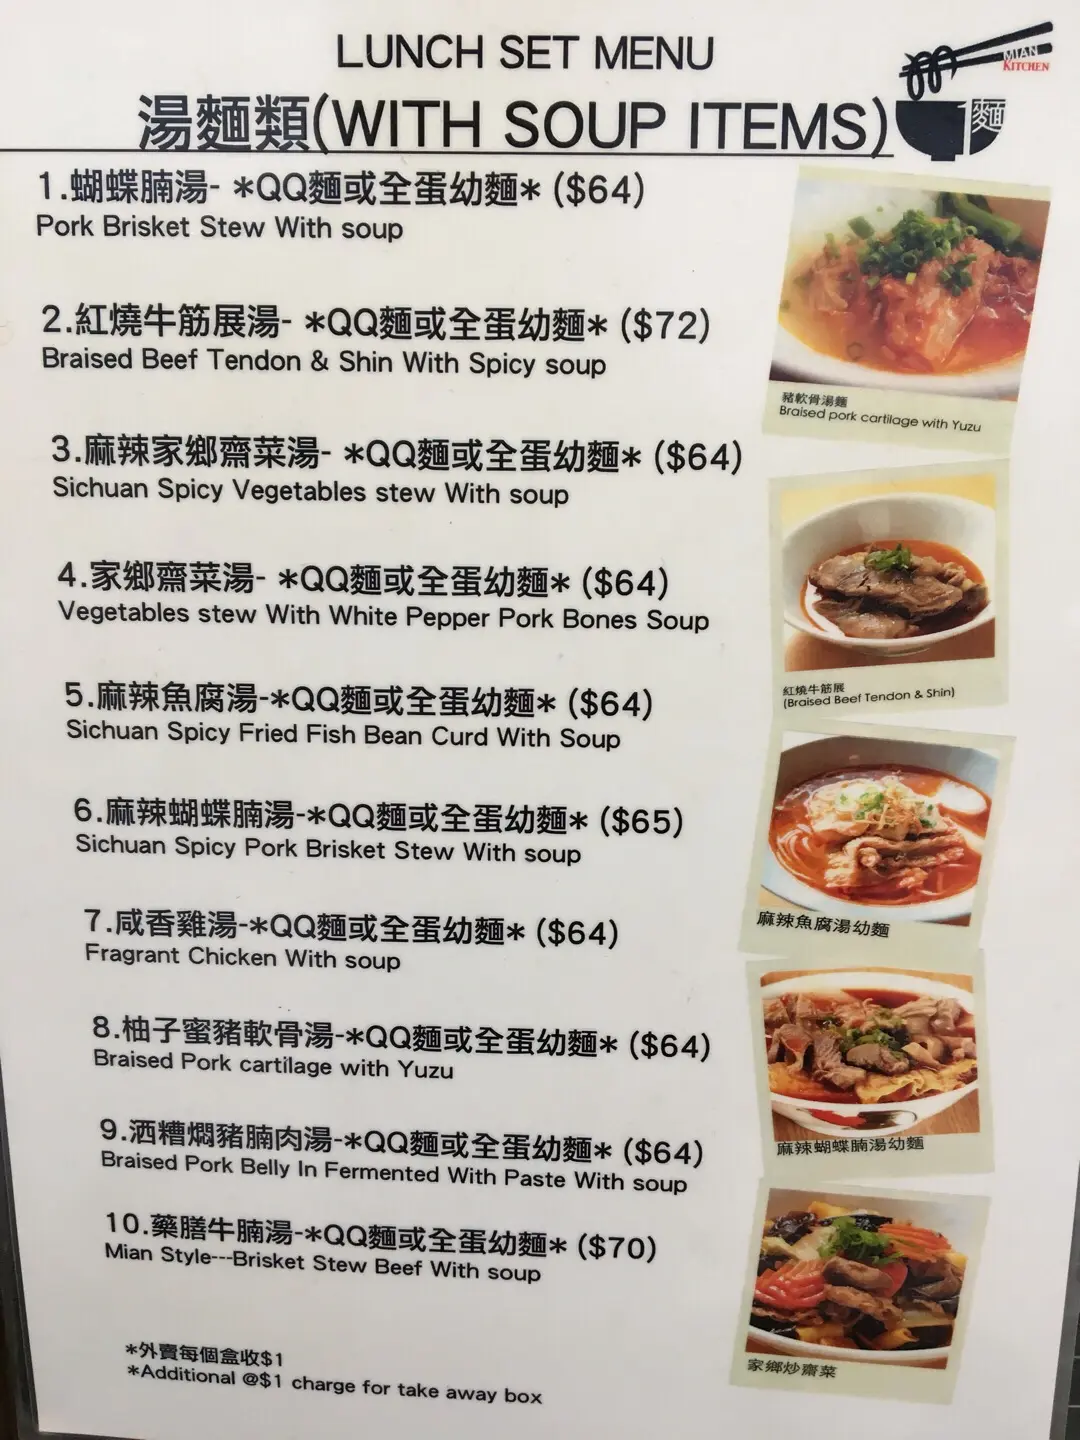 LUNCH SET MENU
MIAN
KITCHEN
湯麵類(WITH SOUP ITEMS)
麵
1.蝴蝶腩湯- *QQ麵或全蛋幼麵* ($64)
Pork Brisket Stew With soup
2.紅燒牛筋展湯- *QQ麵或全蛋幼麵* ($72)
Braised Beef Tendon & Shin With Spicy soup
豬軟骨湯麵
Braised pork cartilage with Yuzu
3.麻辣家鄉齋菜湯- *QQ麵或全蛋幼麵* ($64)
Sichuan Spicy Vegetables stew With soup
4.家鄉齋菜湯- *QQ麵或全蛋幼麵* ($64)
Vegetables stew With White Pepper Pork Bones Soup
5.麻辣魚腐湯-*QQ麵或全蛋幼麵* ($64)
Sichuan Spicy Fried Fish Bean Curd With Soup
紅燒牛筋展
(Braised Beef Tendon & Shin)
6.麻辣蝴蝶腩湯-*QQ麵或全蛋幼麵* ($65)
Sichuan Spicy Pork Brisket Stew With soup
7.咸香雞湯-*QQ麵或全蛋幼麵* ($64)
Fragrant Chicken With soup
麻辣魚腐湯幼麵
8.柚子蜜豬軟骨湯-*QQ麵或全蛋幼麵* ($64)
Braised Pork cartilage with Yuzu
9.酒糟燜豬腩肉湯-*QQ麵或全蛋幼麵* ($64)
Braised Pork Belly In Fermented With Paste With soup
麻辣蝴蝶腩湯幼麵
10.藥膳牛腩湯-*QQ麵或全蛋幼麵* ($70)
Mian Style---Brisket Stew Beef With soup
家鄉炒齋菜
*外賣每個盒收$1
*Additional @$1 charge for take away box